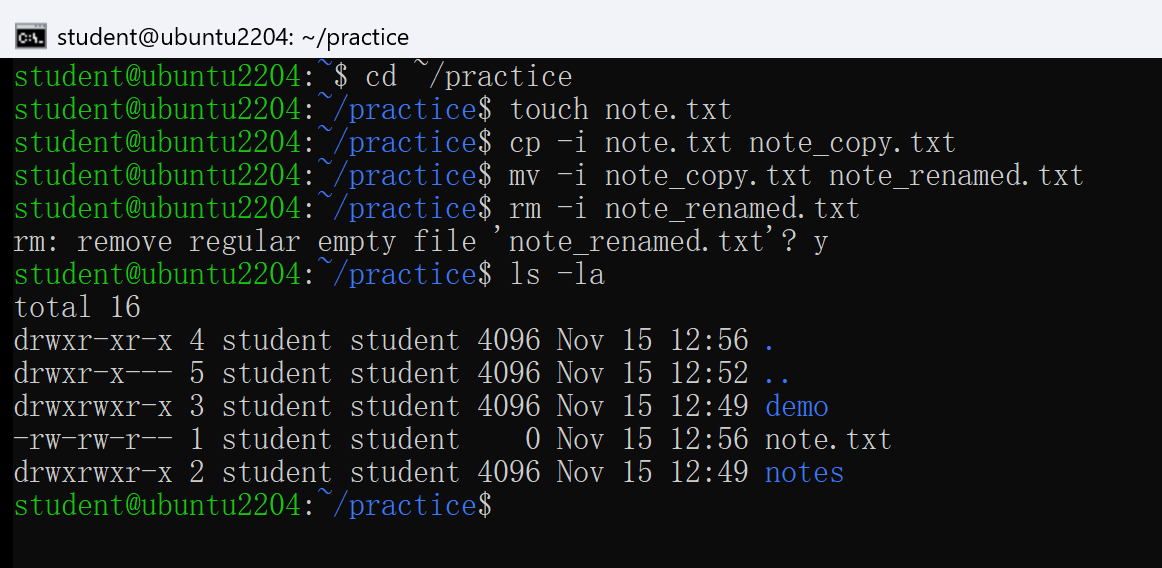 student@ubuntu2204: ~/practice
student@ubuntu2204:~$ cd ~/practice
student@ubuntu2204:~/practice$ touch note.txt
student@ubuntu2204:~/practice$ cp -i note.txt note_copy.txt
student@ubuntu2204:~/practice$ mv -i note_copy.txt note_renamed.txt
student@ubuntu2204:~/practice$ rm -i note_renamed.txt
rm: remove regular empty file 'note_renamed.txt'? y
student@ubuntu2204:~/practice$ ls -la
total 16
drwxr-xr-x 4 student student 4096 Nov 15 12:56 .
drwxr-x--- 5 student student 4096 Nov 15 12:52 ..
drwxrwxr-x 3 student student 4096 Nov 15 12:49 demo
-rw-rw-r-- 1 student student    0 Nov 15 12:56 note.txt
drwxrwxr-x 2 student student 4096 Nov 15 12:49 notes
student@ubuntu2204:~/practice$